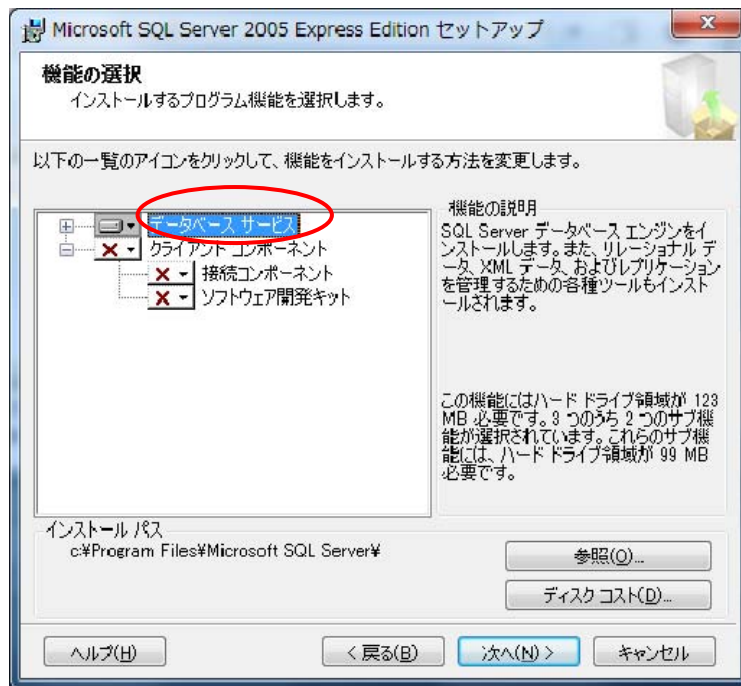 Microsoft SQL Server 2005 Express Edition セットアップ
機能の選択
インストールするプログラム機能を選択します。
以下の一覧のアイコンをクリックして、機能をインストールする方法を変更します。
データベース サービス
クライアント コンポーネント
接続コンポーネント
ソフトウェア開発キット
機能の説明
SQL Server データベース エンジンをイ
ンストールします。また、リレーショナル デ
ータ、XML データ、およびレプリケーション
を管理するための各種ツールもインスト
ールされます。
この機能にはハード ドライブ領域が 123
MB 必要です。3 つのうち 2 つのサブ機
能が選択されています。これらのサブ機
能には、ハード ドライブ領域が 99 MB
必要です。
インストール パス
c:¥Program Files¥Microsoft SQL Server¥
参照(O)...
ディスク コスト(D)...
ヘルプ(H)
< 戻る(B)
次へ(N) >
キャンセル